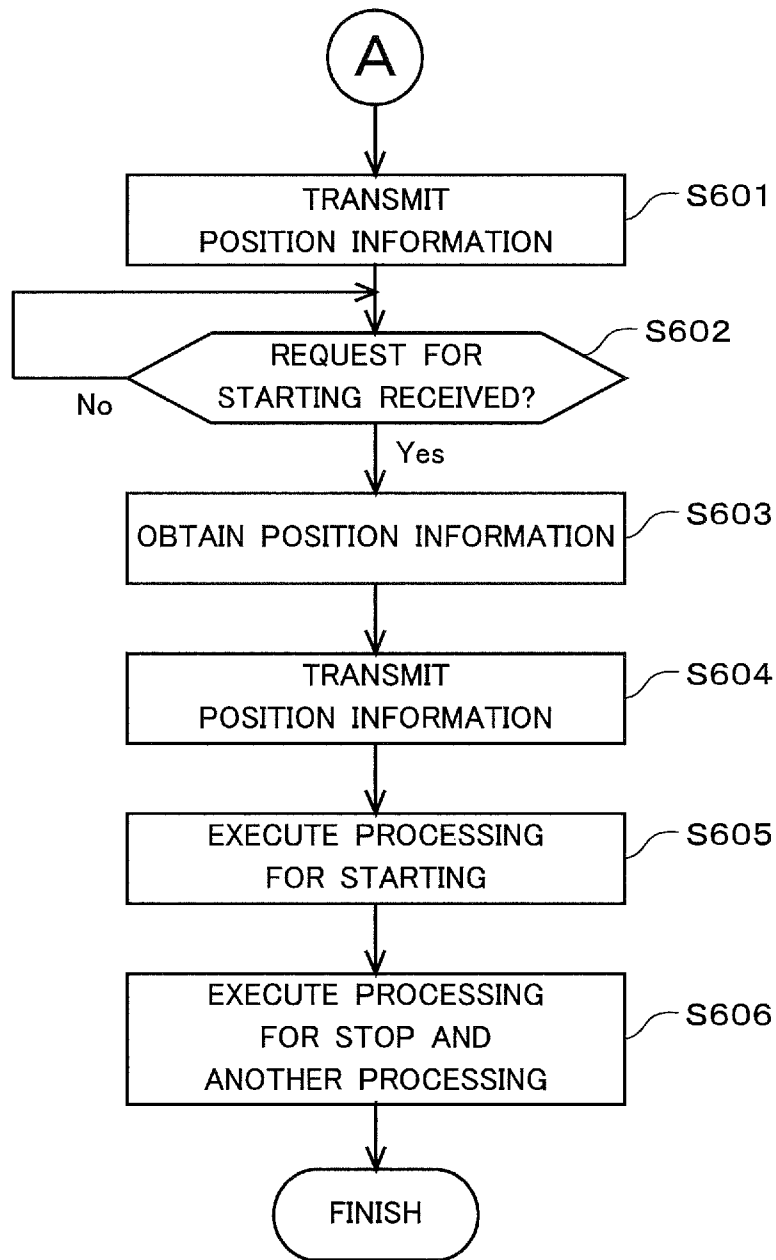 A
TRANSMIT
POSITION INFORMATION
S601
REQUEST FOR
STARTING RECEIVED?
S602
No
Yes
OBTAIN POSITION INFORMATION
S603
TRANSMIT
POSITION INFORMATION
S604
EXECUTE PROCESSING
FOR STARTING
S605
EXECUTE PROCESSING
FOR STOP AND
ANOTHER PROCESSING
S606
FINISH